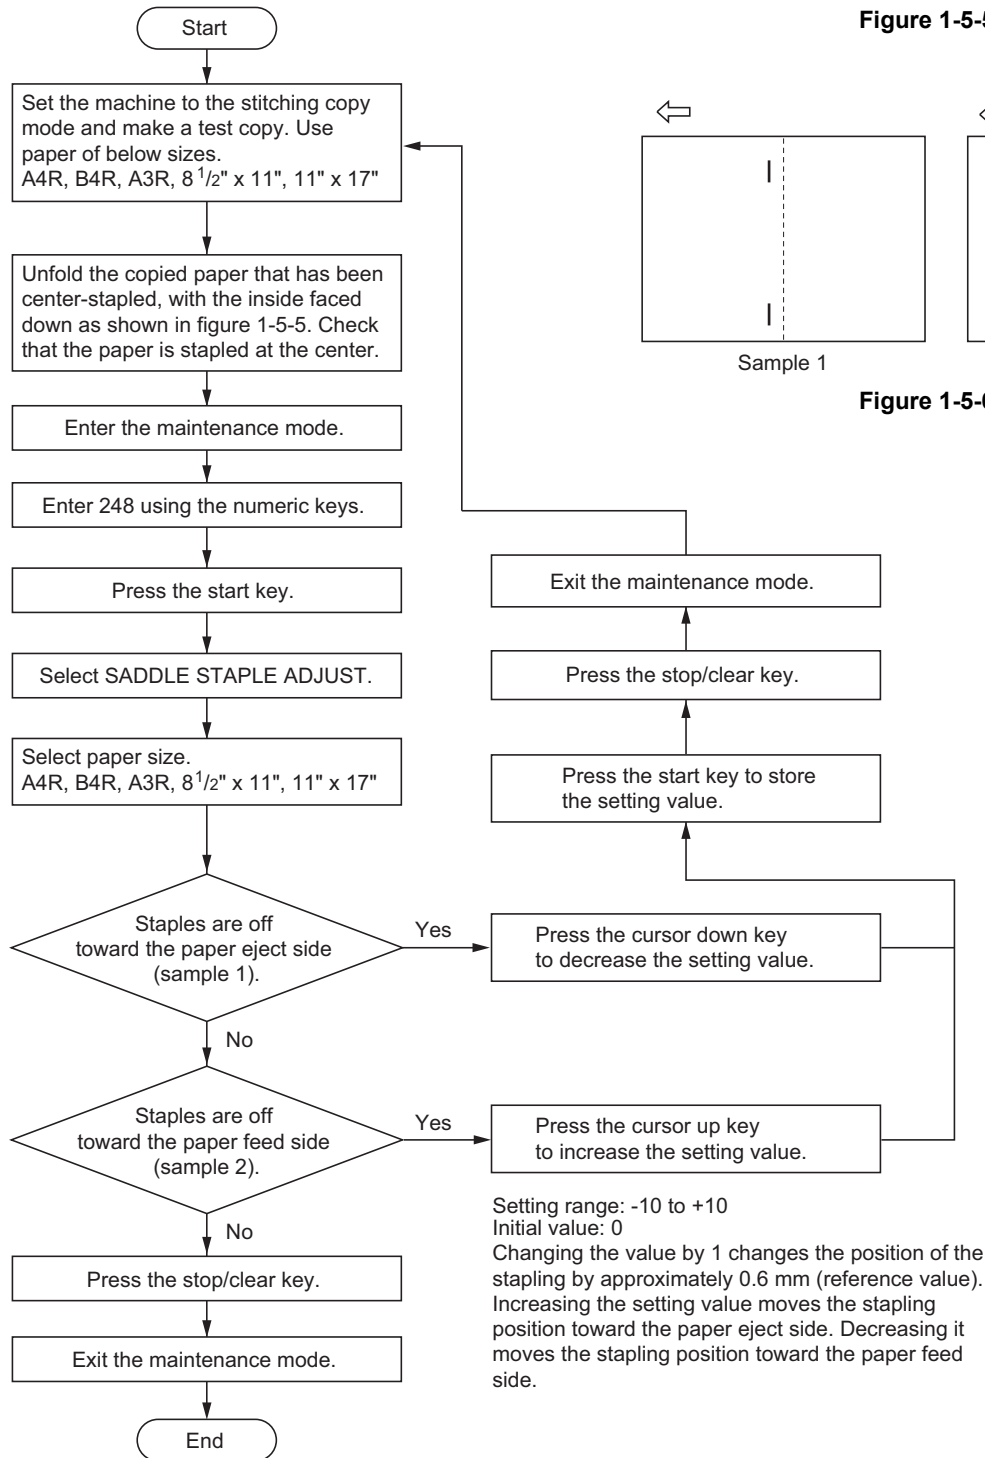 Start
Set the machine to the stitching copy
mode and make a test copy. Use
paper of below sizes.
A4R, B4R, A3R, 8 1/2" x 11", 11" x 17"
Unfold the copied paper that has been
center-stapled, with the inside faced
down as shown in figure 1-5-5. Check
that the paper is stapled at the center.
Enter the maintenance mode.
Enter 248 using the numeric keys.
Press the start key.
Select SADDLE STAPLE ADJUST.
Select paper size.
A4R, B4R, A3R, 8 1/2" x 11", 11" x 17"
Staples are off
toward the paper eject side
(sample 1).
Yes
No
Staples are off
toward the paper feed side
(sample 2).
Yes
No
Press the stop/clear key.
Exit the maintenance mode.
End
Figure 1-5-5
Sample 1
Figure 1-5-6
Exit the maintenance mode.
Press the stop/clear key.
Press the start key to store
the setting value.
Press the cursor down key
to decrease the setting value.
Press the cursor up key
to increase the setting value.
Setting range: -10 to +10
Initial value: 0
Changing the value by 1 changes the position of the
stapling by approximately 0.6 mm (reference value).
Increasing the setting value moves the stapling
position toward the paper eject side. Decreasing it
moves the stapling position toward the paper feed
side.